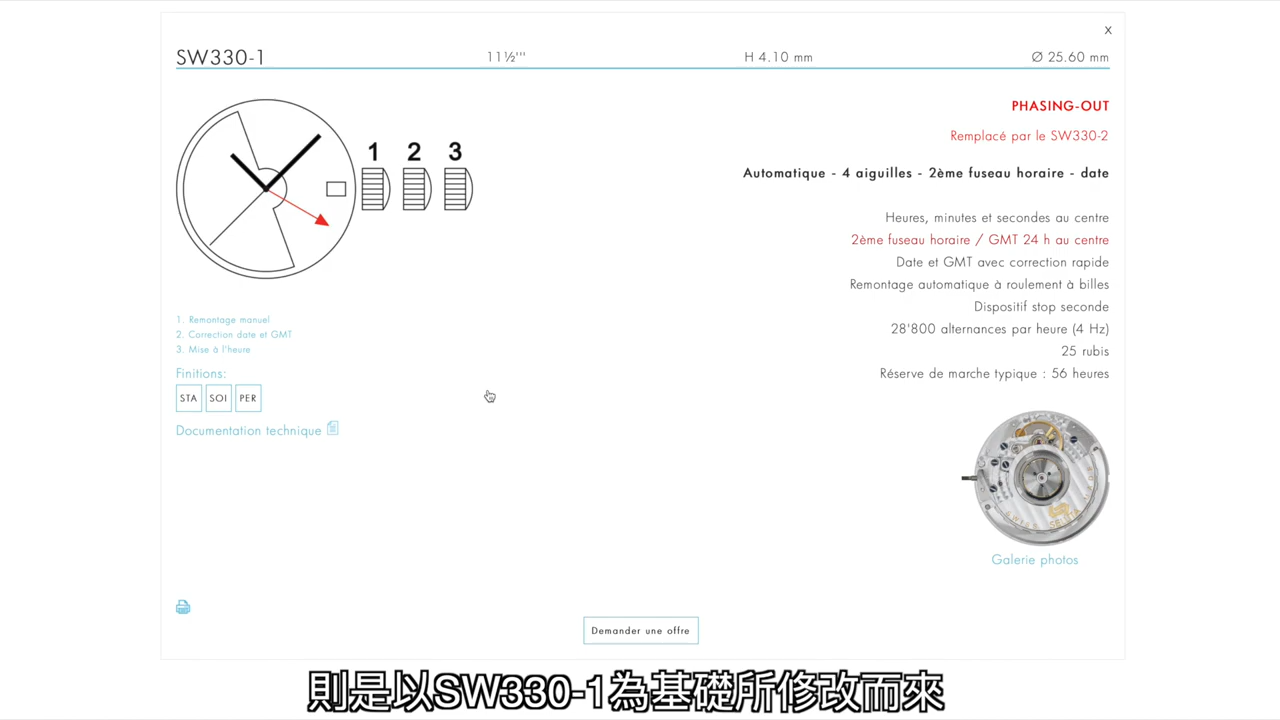 X
SW330-1 11½''' H 4.10 mm Ø 25.60 mm
PHASING-OUT
Remplacé par le SW330-2
Automatique - 4 aiguilles - 2ème fuseau horaire - date
1 2 3
Heures, minutes et secondes au centre
2ème fuseau horaire / GMT 24 h au centre
Date et GMT avec correction rapide
Remontage automatique à roulement à billes
Dispositif stop seconde
28'800 alternances par heure (4 Hz)
25 rubis
Réserve de marche typique : 56 heures
1. Remontage manuel
2. Correction date et GMT
3. Mise à l'heure
Finitions:
STA SOI PER
Documentation technique
Galerie photos
Demander une offre
則是以SW330-1為基礎所修改而來